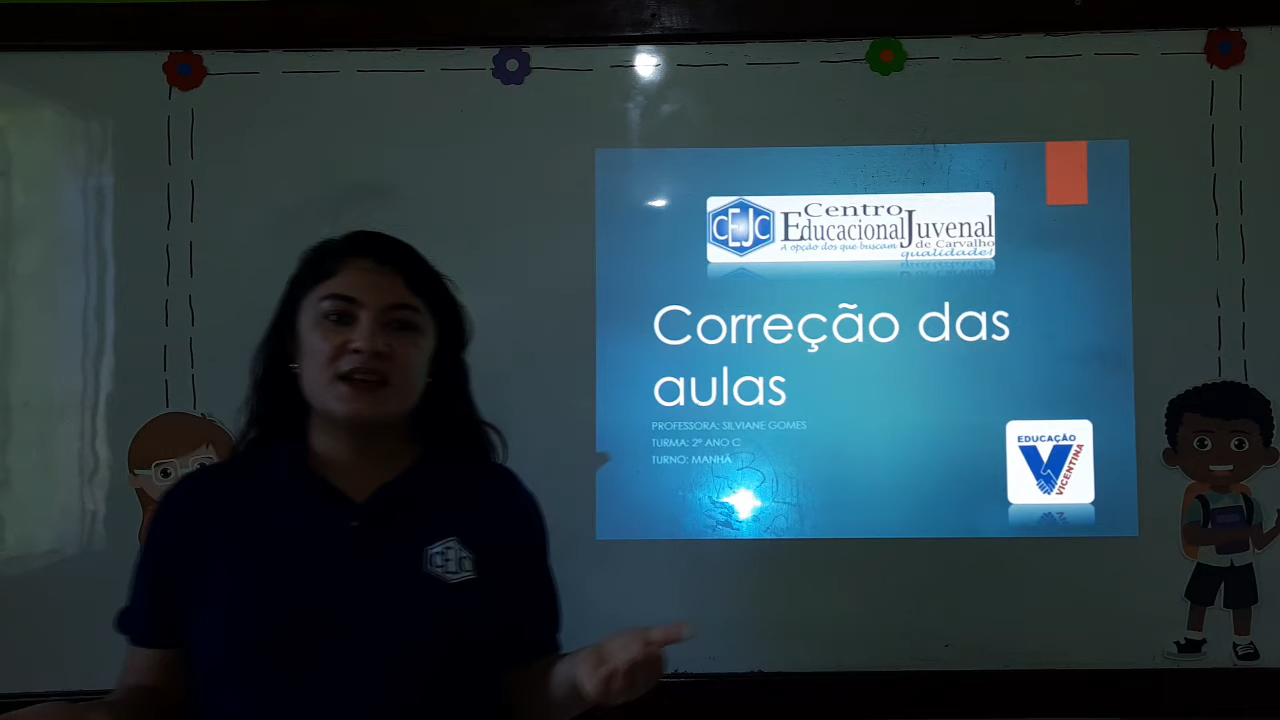 CEJC
Centro
Educacional Juvenal
de Carvalho
A opção dos que buscam
qualidade!
Correção das
aulas
PROFESSORA: SILVIANE GOMES
TURMA: 2º ANO C
TURNO: MANHÃ
EDUCAÇÃO
V
VICENTINA
CEJC